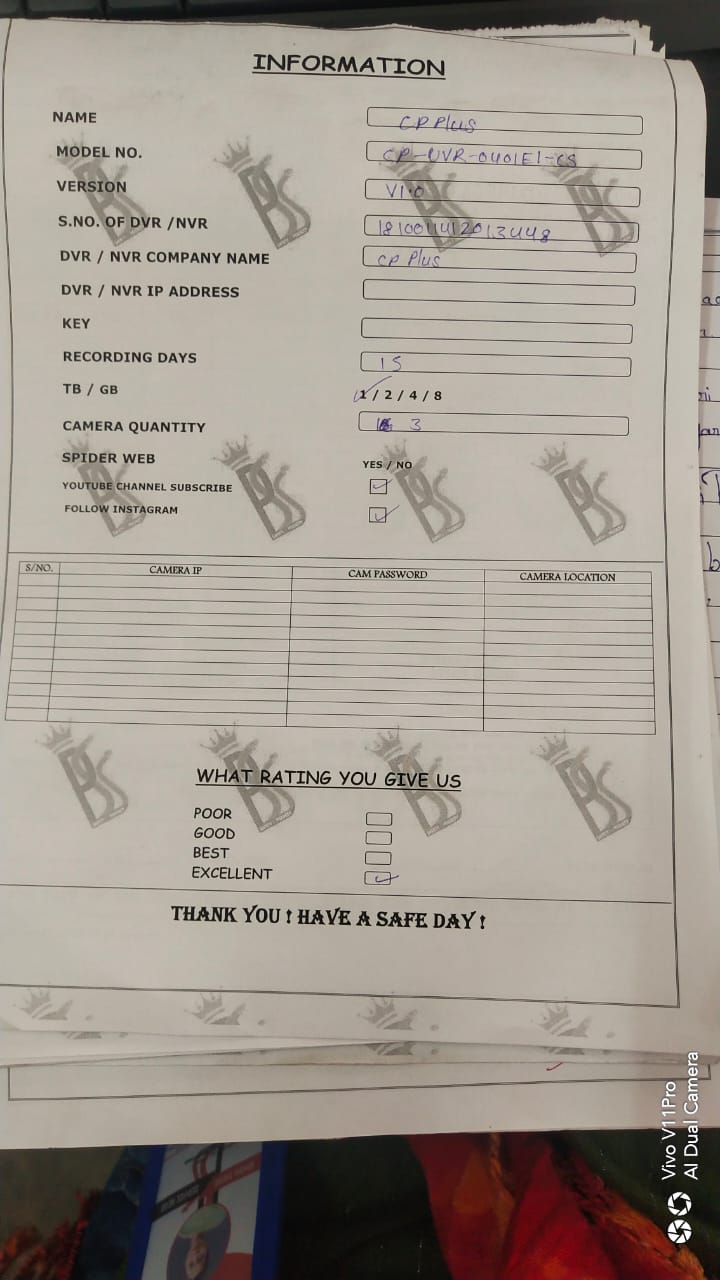 INFORMATION
NAME CP Plus
MODEL NO. CP-UVR-0401E1-CS
VERSION V1.0
S.NO. OF DVR /NVR 181001412013448
DVR / NVR COMPANY NAME CP Plus
DVR / NVR IP ADDRESS
KEY
RECORDING DAYS 15
TB / GB 1 / 2 / 4 / 8
CAMERA QUANTITY 3
SPIDER WEB YES / NO
YOUTUBE CHANNEL SUBSCRIBE
FOLLOW INSTAGRAM
S/NO. CAMERA IP CAM PASSWORD CAMERA LOCATION
WHAT RATING YOU GIVE US
POOR
GOOD
BEST
EXCELLENT
THANK YOU ! HAVE A SAFE DAY !
Vivo V11Pro
AI Dual Camera